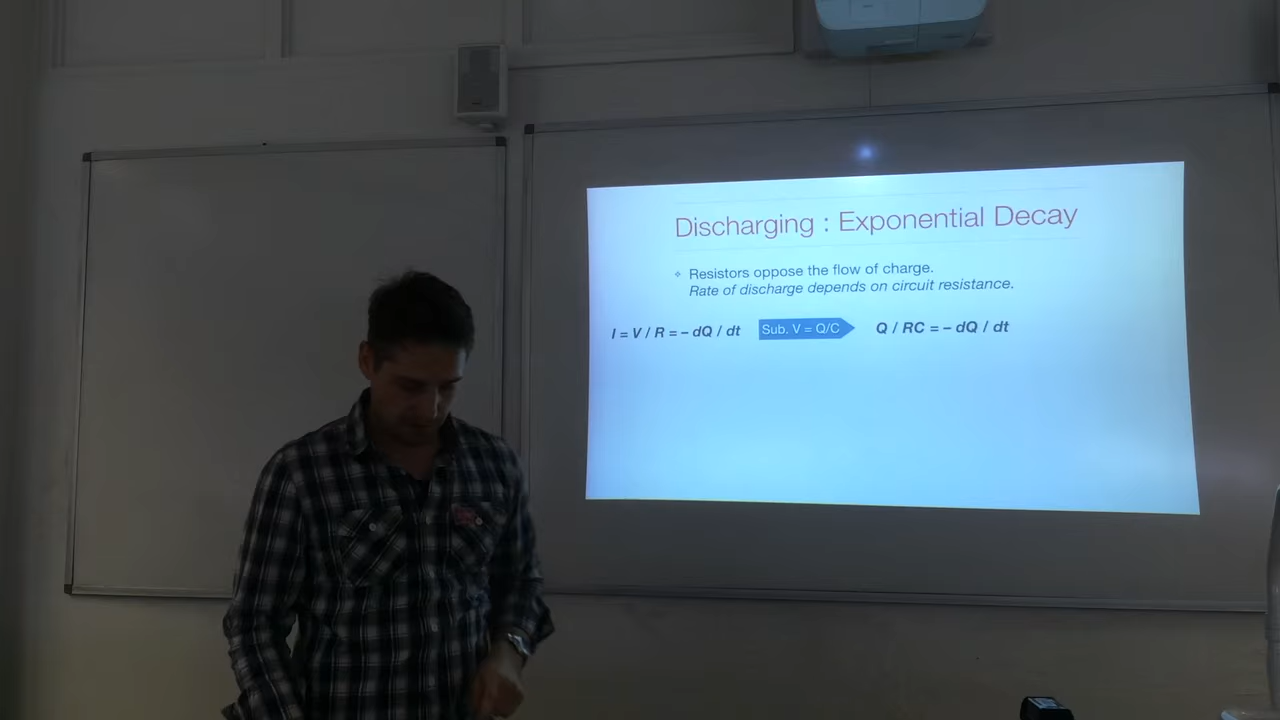 Discharging : Exponential Decay
Resistors oppose the flow of charge.
Rate of discharge depends on circuit resistance.
I = V / R = – dQ / dt Sub. V = Q/C Q / RC = – dQ / dt